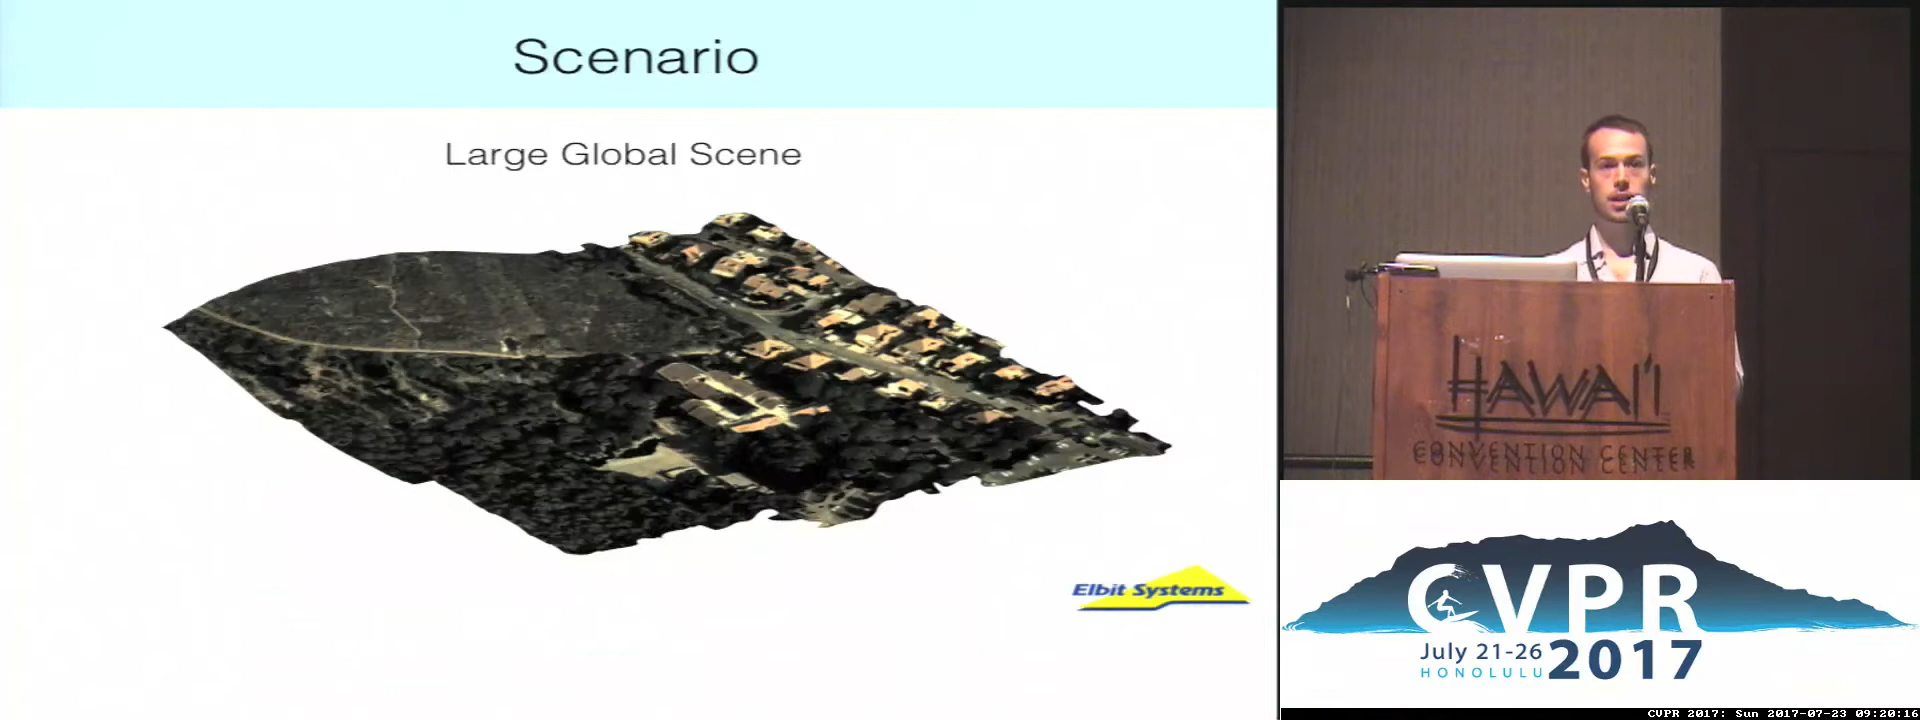 Scenario
Large Global Scene
Elbit Systems
HAWAI'I
CONVENTION CENTER
CVPR
July 21-26
HONOLULU
2017
CVPR 2017: Sun 2017-07-23 09:20:16